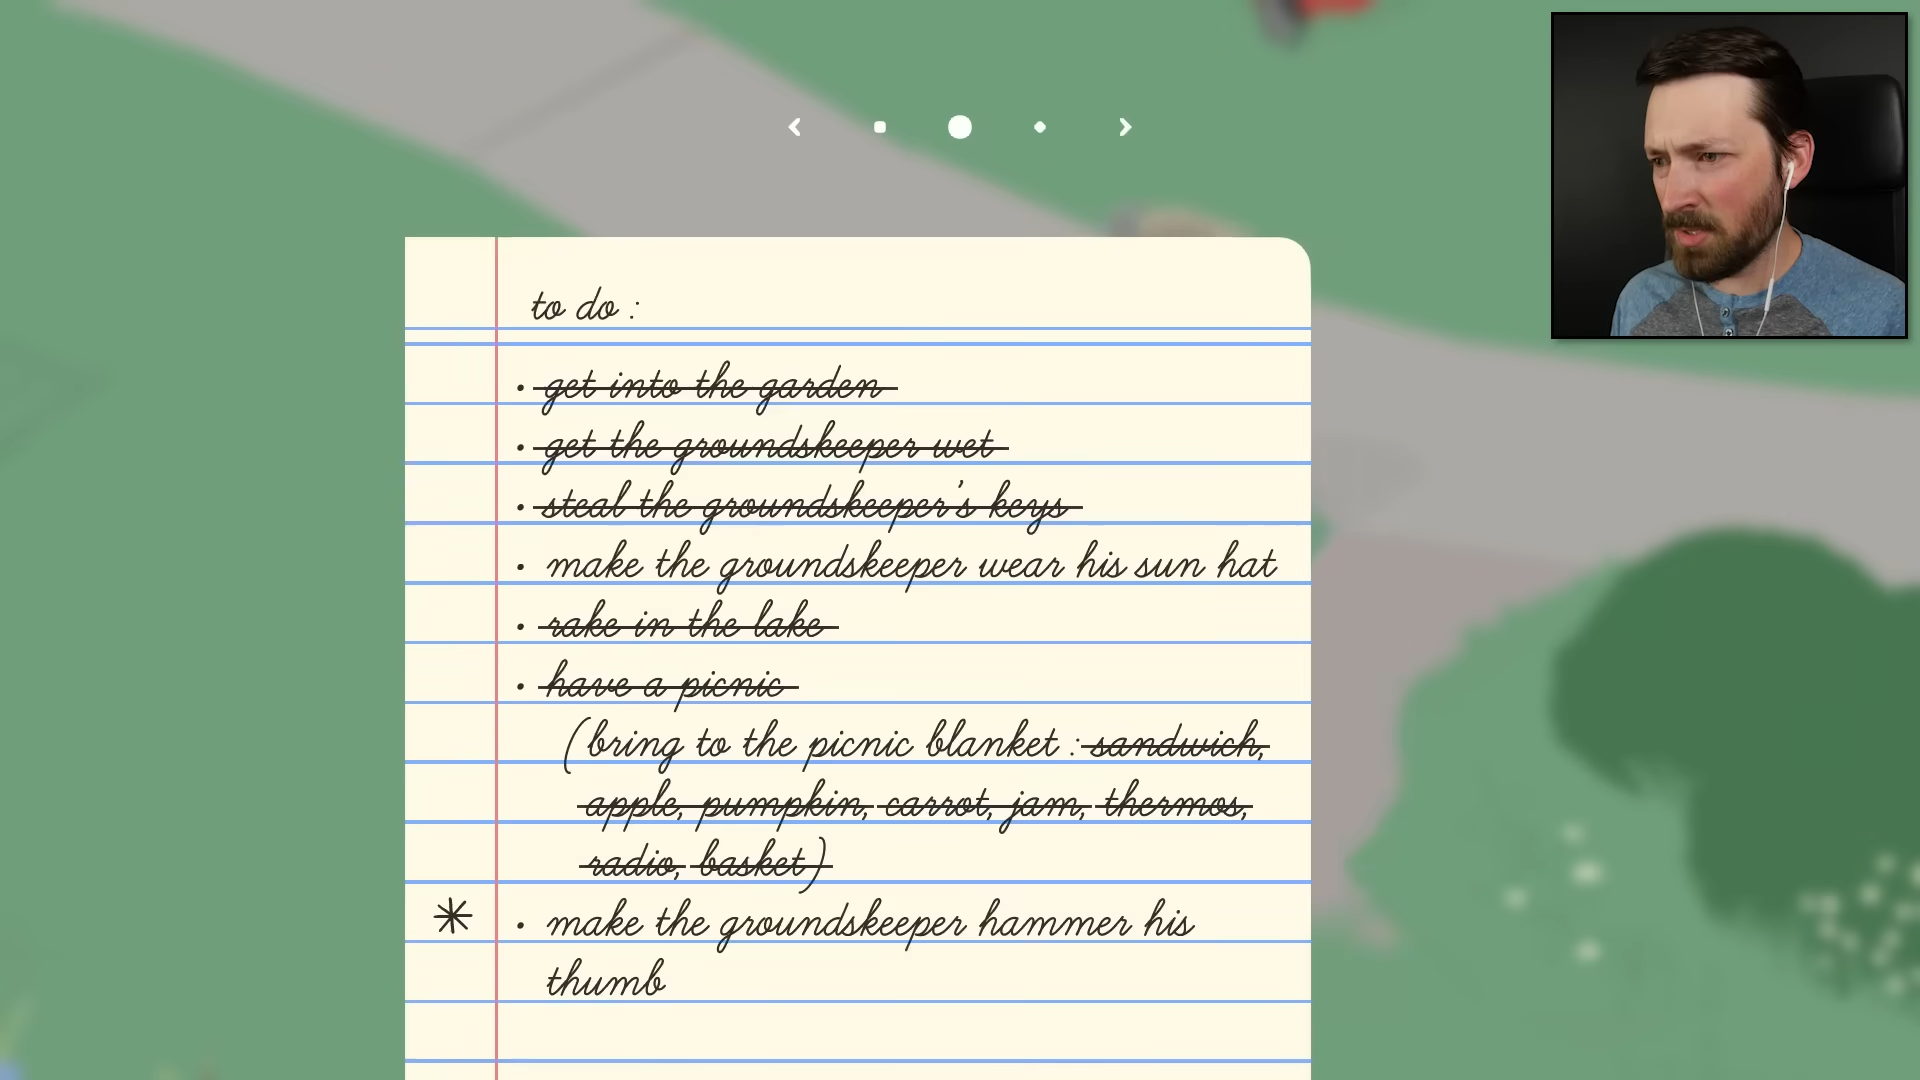 to do :
• get into the garden
• get the groundskeeper wet
• steal the groundskeeper's keys
• make the groundskeeper wear his sun hat
• rake in the lake
• have a picnic
(bring to the picnic blanket : sandwich,
apple, pumpkin, carrot, jam, thermos,
radio, basket)
• make the groundskeeper hammer his
thumb